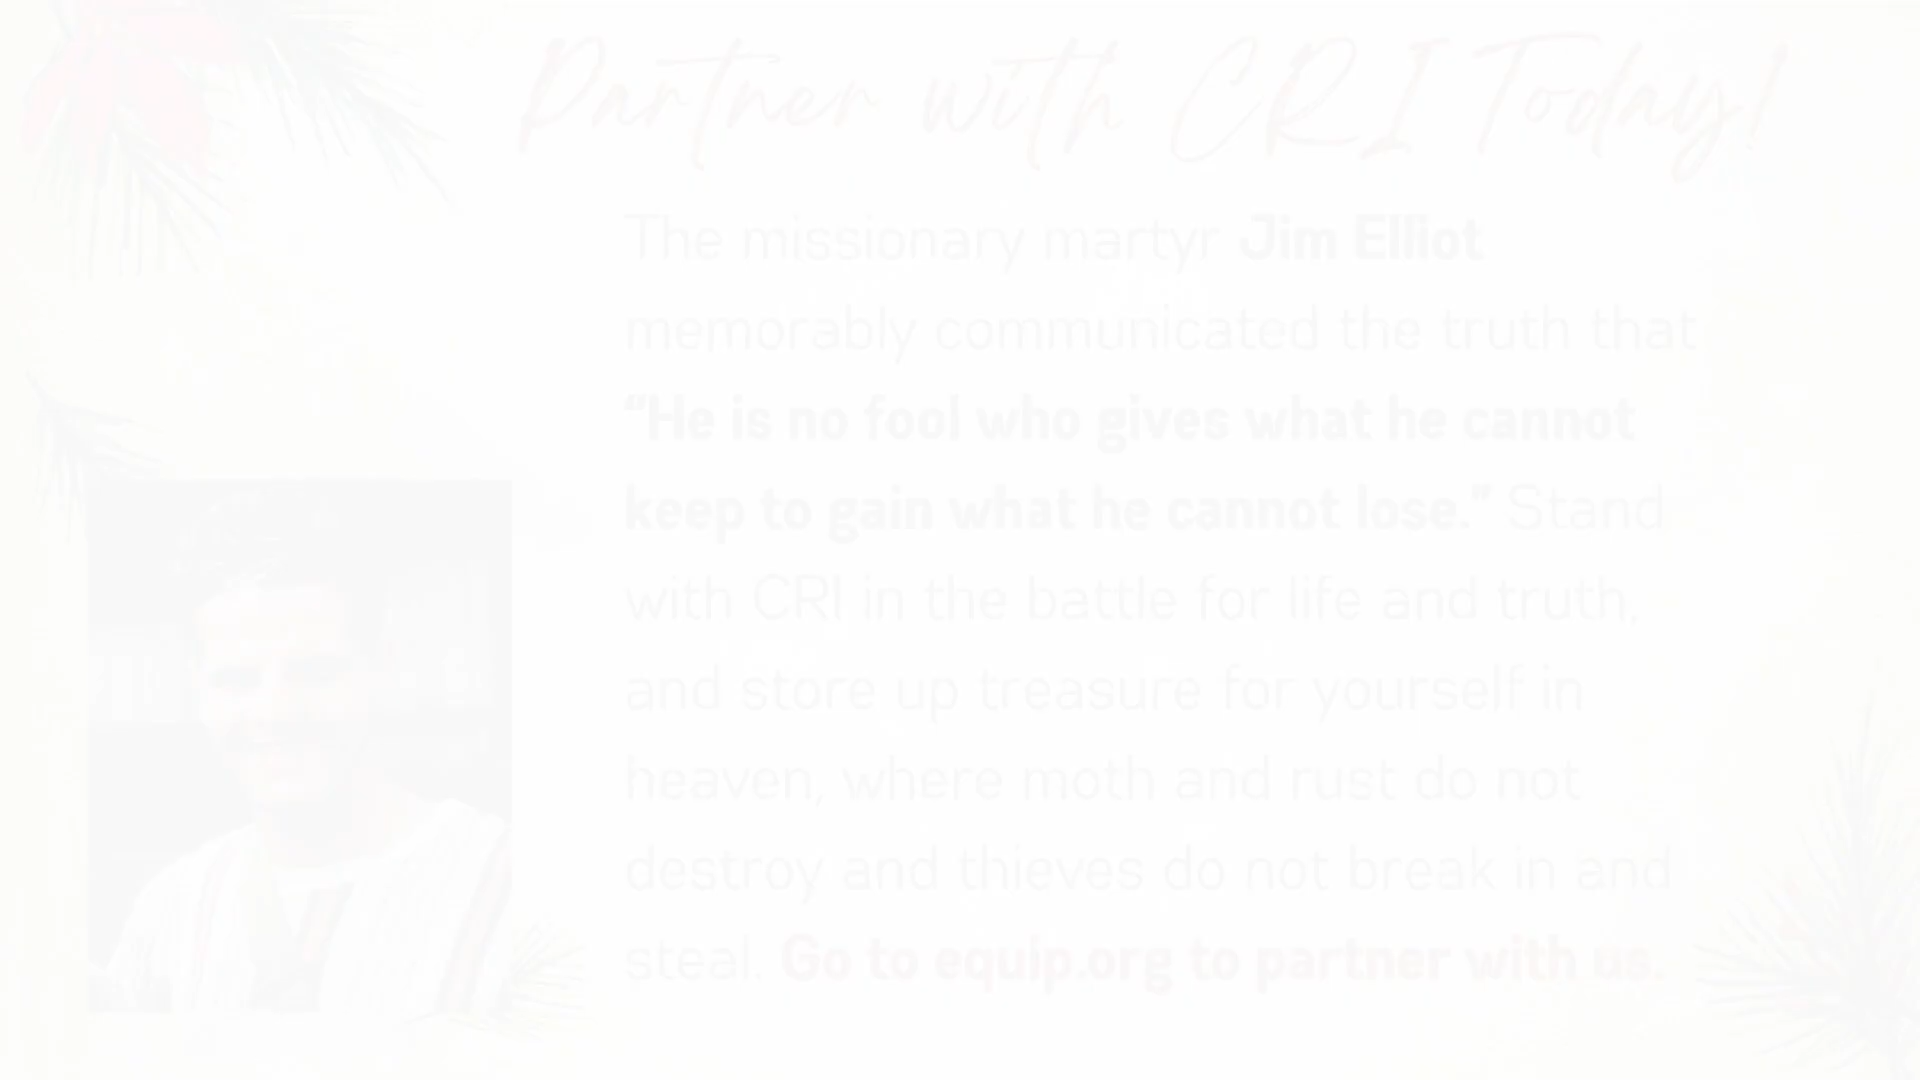 Partner with CRI Today!
The missionary martyr Jim Elliot
memorably communicated the truth that
“He is no fool who gives what he cannot
keep to gain what he cannot lose.” Stand
with CRI in the battle for life and truth,
and store up treasure for yourself in
heaven, where moth and rust do not
destroy and thieves do not break in and
steal. Go to equip.org to partner with us.